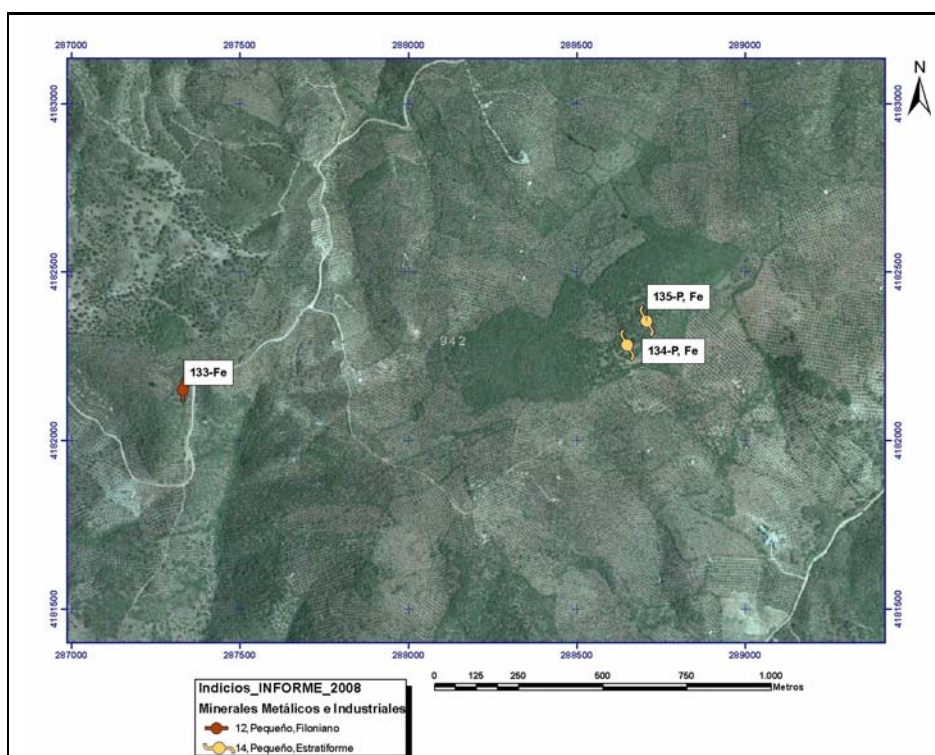 287000 287500 288000 288500 289000
N
4183000 4183000
4182500 4182500
135-P, Fe
942
134-P, Fe
133-Fe
4182000 4182000
4181500 4181500
287000 287500 288000 288500 289000
Indicios_INFORME_2008
Minerales Metálicos e Industriales
12, Pequeño, Filoniano
14, Pequeño, Estratiforme
0 125 250 500 750 1.000
Metros